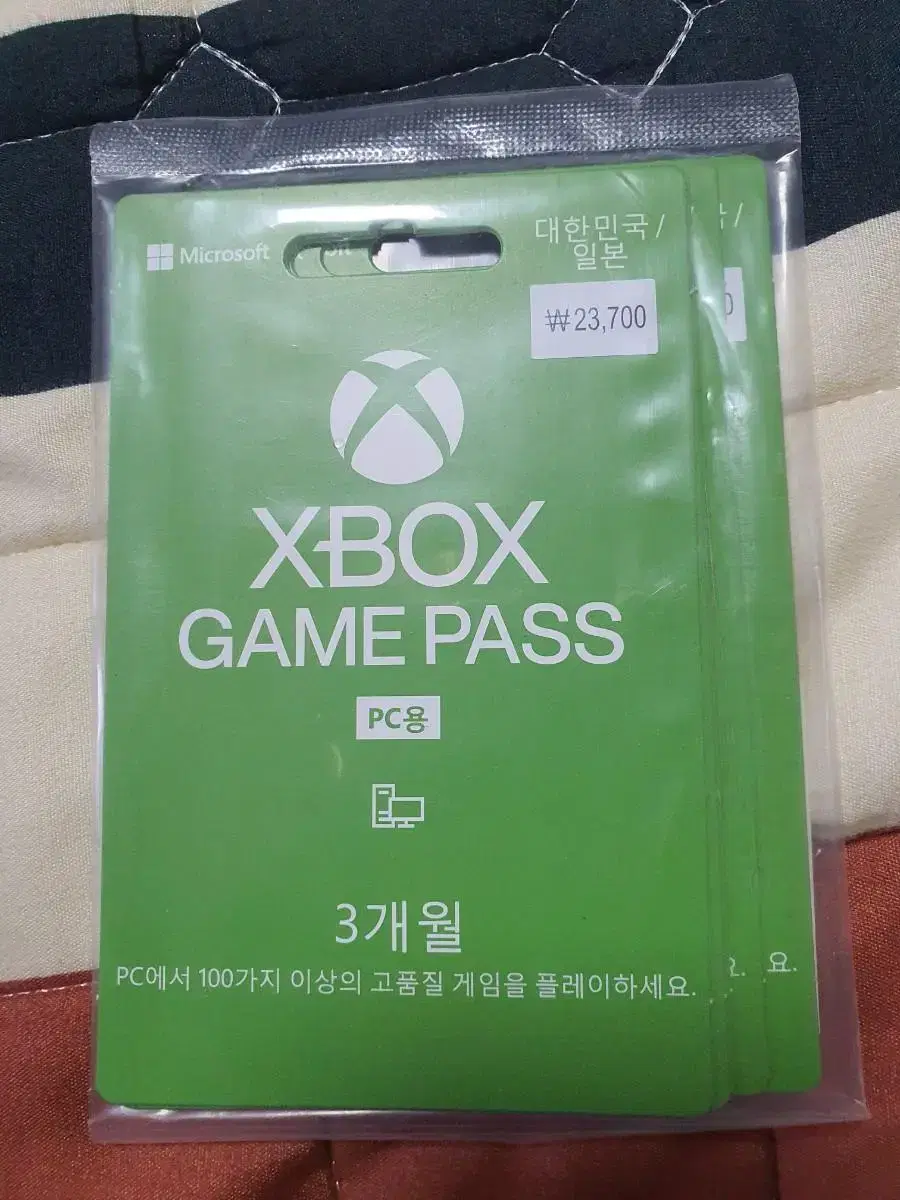 Microsoft
대한민국/
일본
₩23,700
XBOX
GAME PASS
PC용
3개월
PC에서 100가지 이상의 고품질 게임을 플레이하세요.
요.